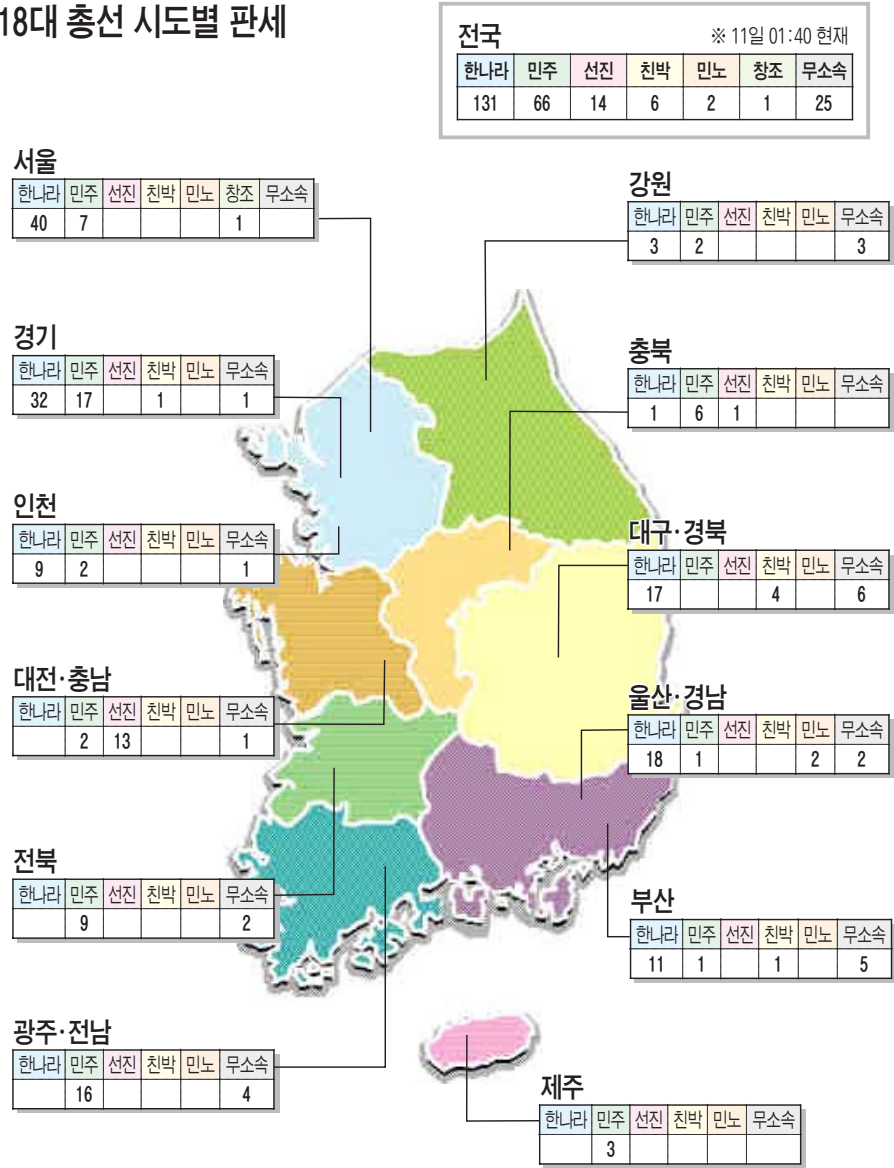 18대 총선 시도별 판세
전국 ※ 11일 01:40 현재
한나라 민주 선진 친박 민노 창조 무소속
131 66 14 6 2 1 25
서울
한나라 민주 선진 친박 민노 창조 무소속
40 7 1
강원
한나라 민주 선진 친박 민노 무소속
3 2 3
경기
한나라 민주 선진 친박 민노 무소속
32 17 1 1
충북
한나라 민주 선진 친박 민노 무소속
1 6 1
인천
한나라 민주 선진 친박 민노 무소속
9 2 1
대구·경북
한나라 민주 선진 친박 민노 무소속
17 4 6
대전·충남
한나라 민주 선진 친박 민노 무소속
2 13 1
울산·경남
한나라 민주 선진 친박 민노 무소속
18 1 2 2
전북
한나라 민주 선진 친박 민노 무소속
9 2
부산
한나라 민주 선진 친박 민노 무소속
11 1 1 5
광주·전남
한나라 민주 선진 친박 민노 무소속
16 4
제주
한나라 민주 선진 친박 민노 무소속
3